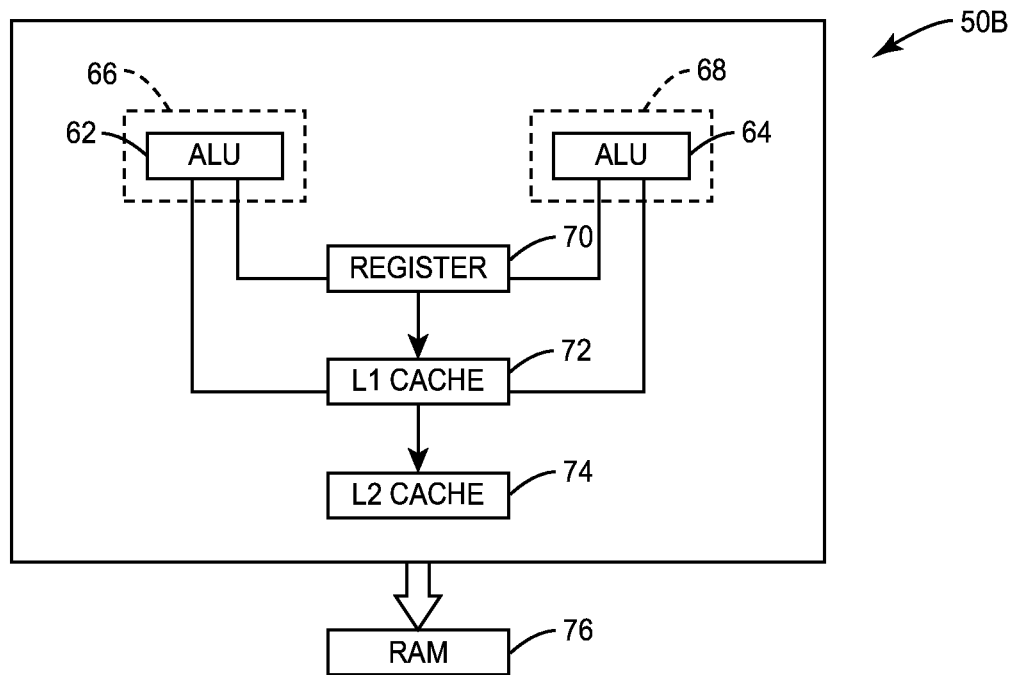 50B
66
68
62
ALU
ALU
64
70
REGISTER
72
L1 CACHE
74
L2 CACHE
76
RAM